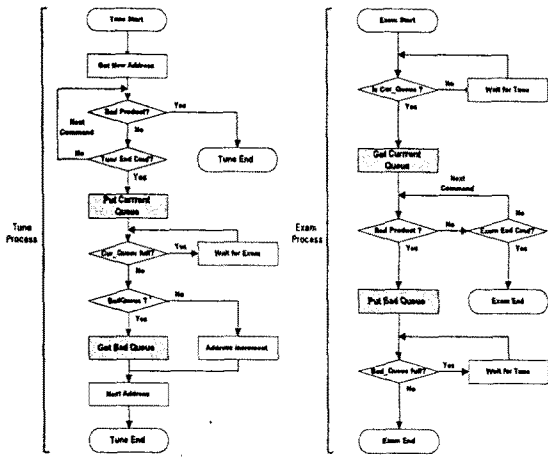 Tune Start
Get New Address
Bad Product?
Yes
No
Next
Command
Tune End Cond?
No
Yes
Tune End
Put Currrent
Queue
Cur_Queue full?
Yes
Wait for Exam
No
BadQueue ?
No
Yes
Get Bad Queue
Address Increment
Next Address
Tune End
Tune
Process
Exam Start
Is Cur_Queue ?
No
Wait for Tune
Yes
Get Currrent
Queue
Next
Command
Bad Product ?
No
Exam End Cond?
No
Yes
Yes
Put Bad Queue
Exam End
Bad_Queue full?
Yes
Wait for Tune
No
Exam End
Exam
Process